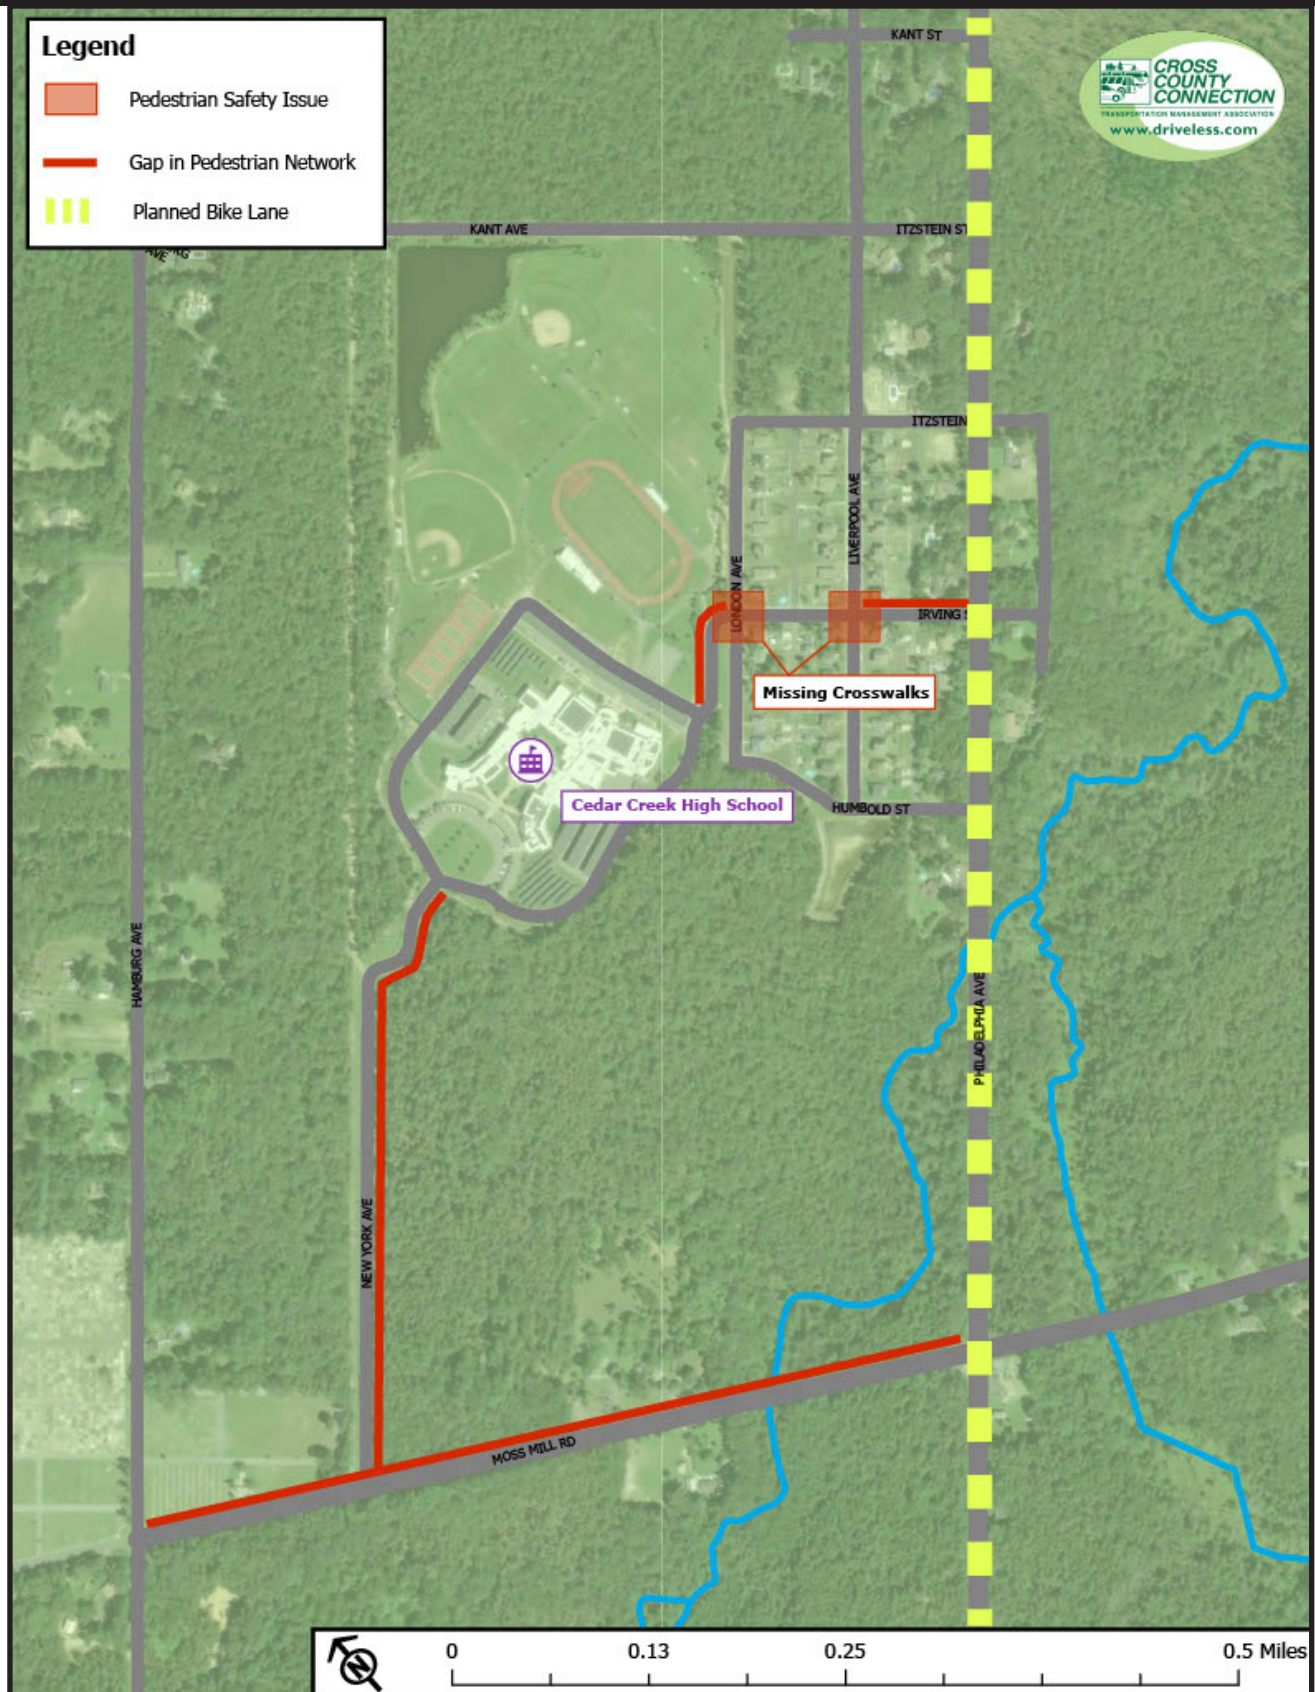 Legend
Pedestrian Safety Issue
Gap in Pedestrian Network
Planned Bike Lane
CROSS
COUNTY
CONNECTION
TRANSPORTATION MANAGEMENT ASSOCIATION
www.driveless.com
KANT ST
KANT AVE
ITZSTEIN ST
AVE
ITZSTEIN
LIVERPOOL AVE
LONDON AVE
IRVING S
Missing Crosswalks
Cedar Creek High School
HUMBOLD ST
HAMBURG AVE
PHILADELPHIA AVE
NEW YORK AVE
MOSS MILL RD
N
0
0.13
0.25
0.5 Miles